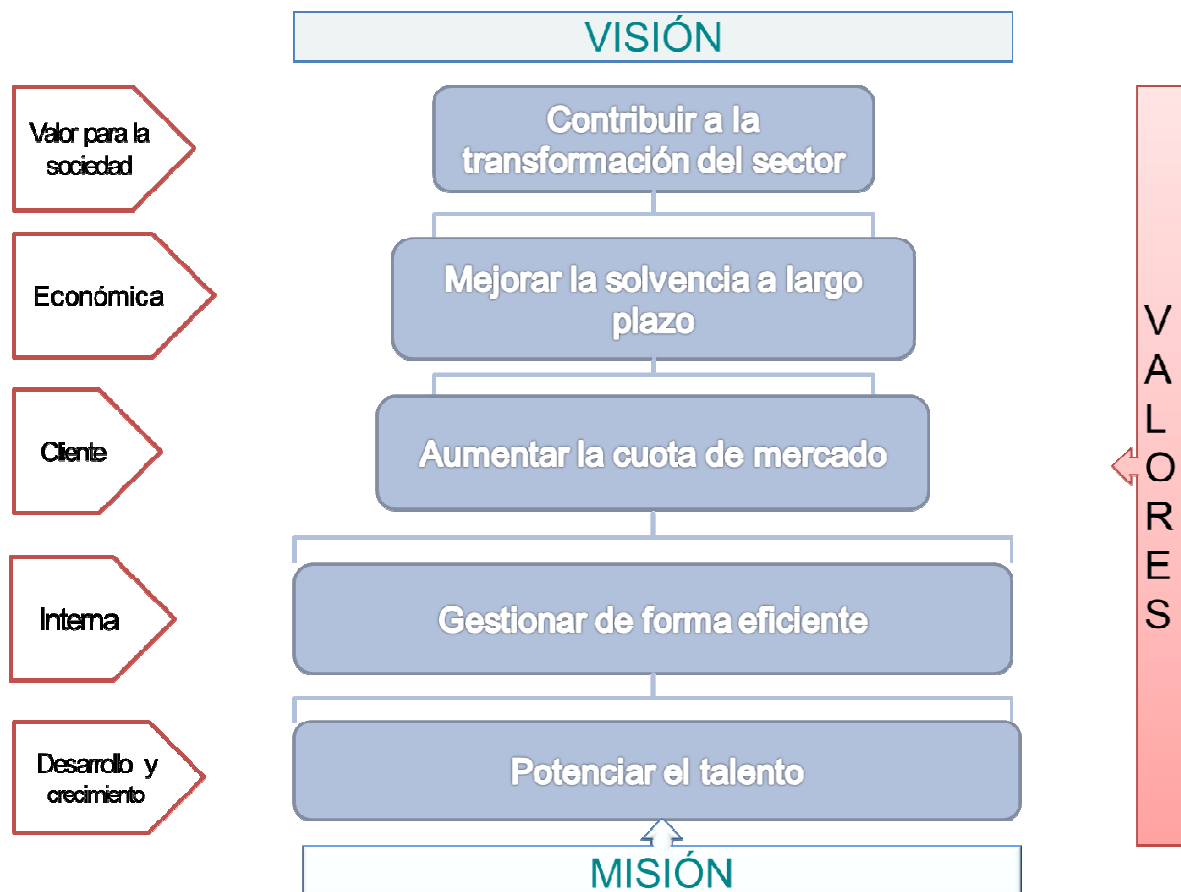 VISIÓN
Valor para la
sociedad
Contribuir a la
transformación del sector
Económica
Mejorar la solvencia a largo
plazo
Cliente
Aumentar la cuota de mercado
Interna
Gestionar de forma eficiente
Desarrollo y
crecimiento
Potenciar el talento
MISIÓN
V
A
L
O
R
E
S